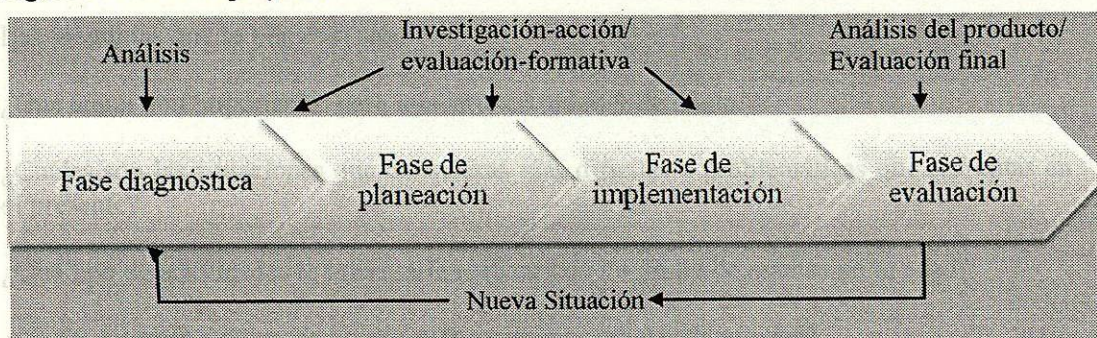 Análisis
Investigación-acción/
evaluación-formativa
Análisis del producto/
Evaluación final
Fase diagnóstica
Fase de
planeación
Fase de
implementación
Fase de
evaluación
Nueva Situación